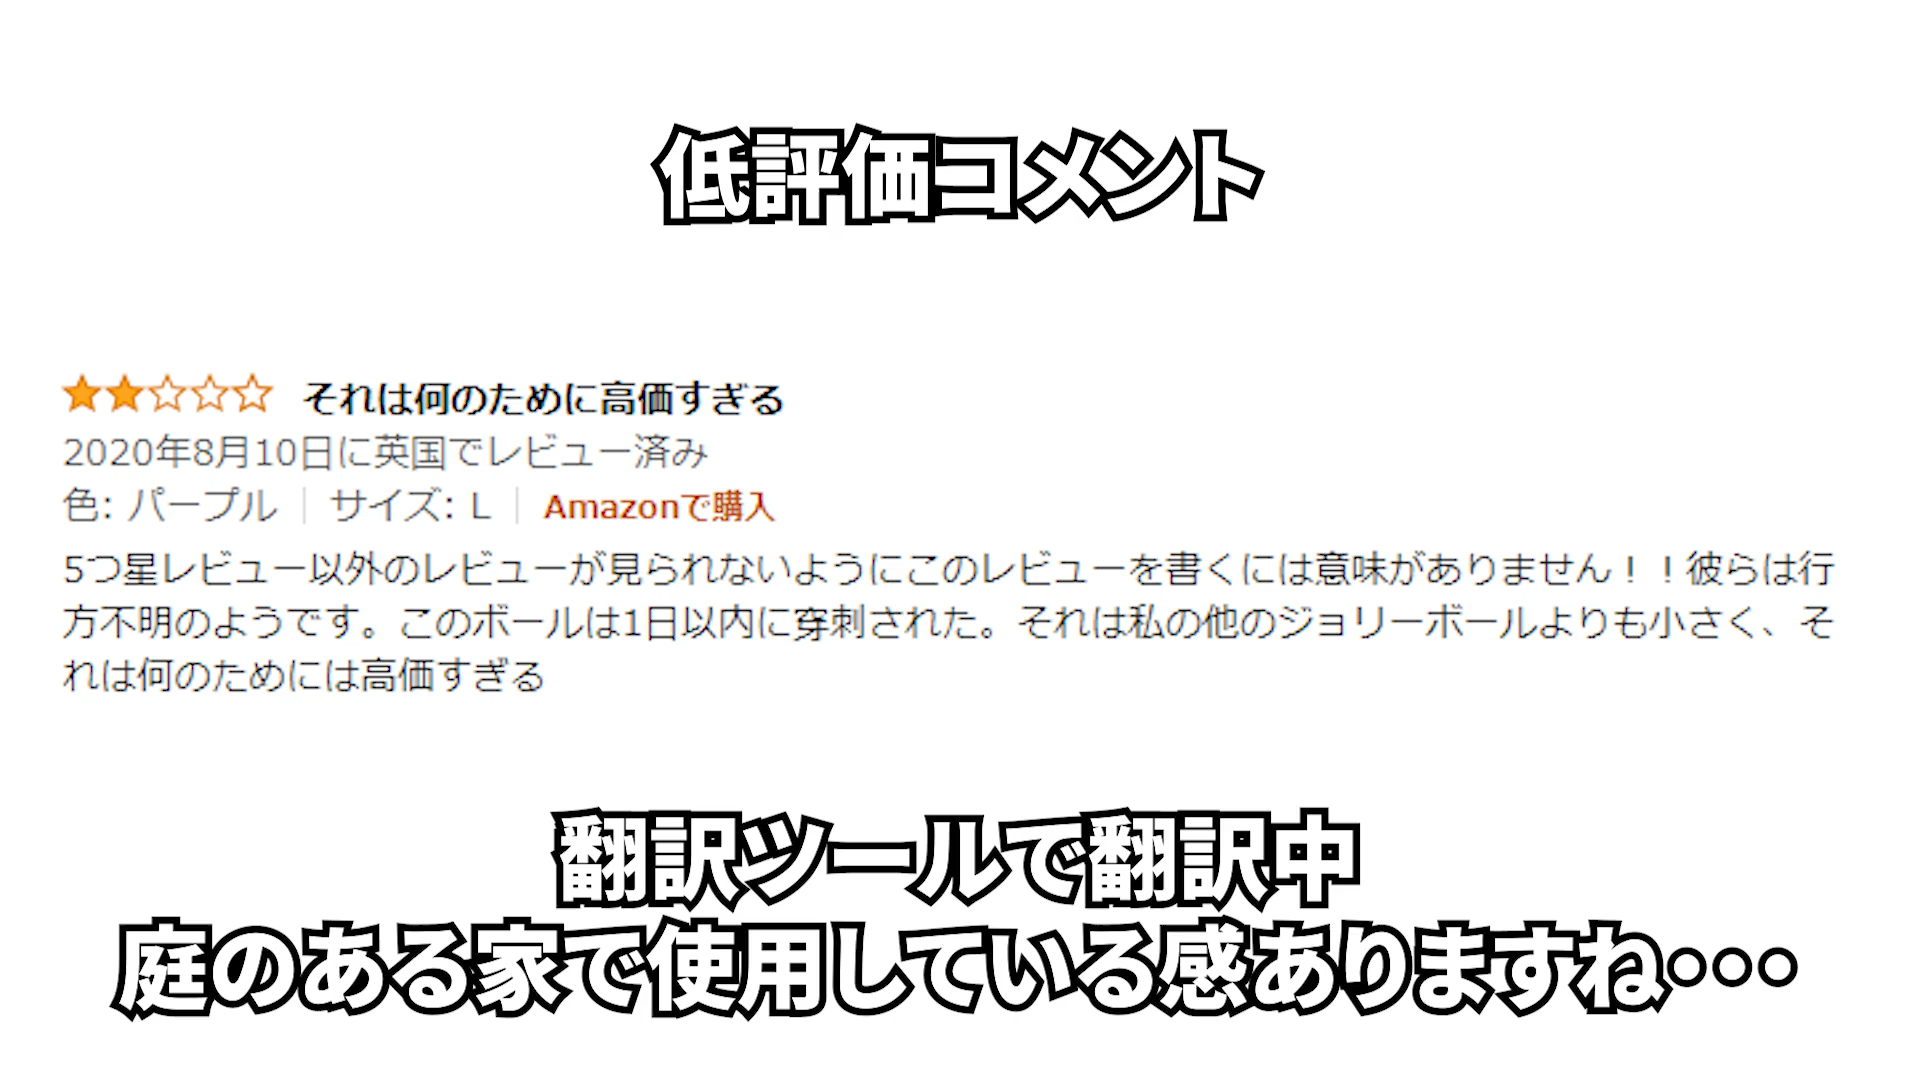 低評価コメント
それは何のために高価すぎる
2020年8月10日に英国でレビュー済み
色: パープル | サイズ: L | Amazonで購入
5つ星レビュー以外のレビューが見られないようにこのレビューを書くには意味がありません！！彼らは行
方不明のようです。このボールは1日以内に穿刺された。それは私の他のジョリーボールよりも小さく、そ
れは何のためには高価すぎる
翻訳ツールで翻訳中
庭のある家で使用している感ありますね・・・